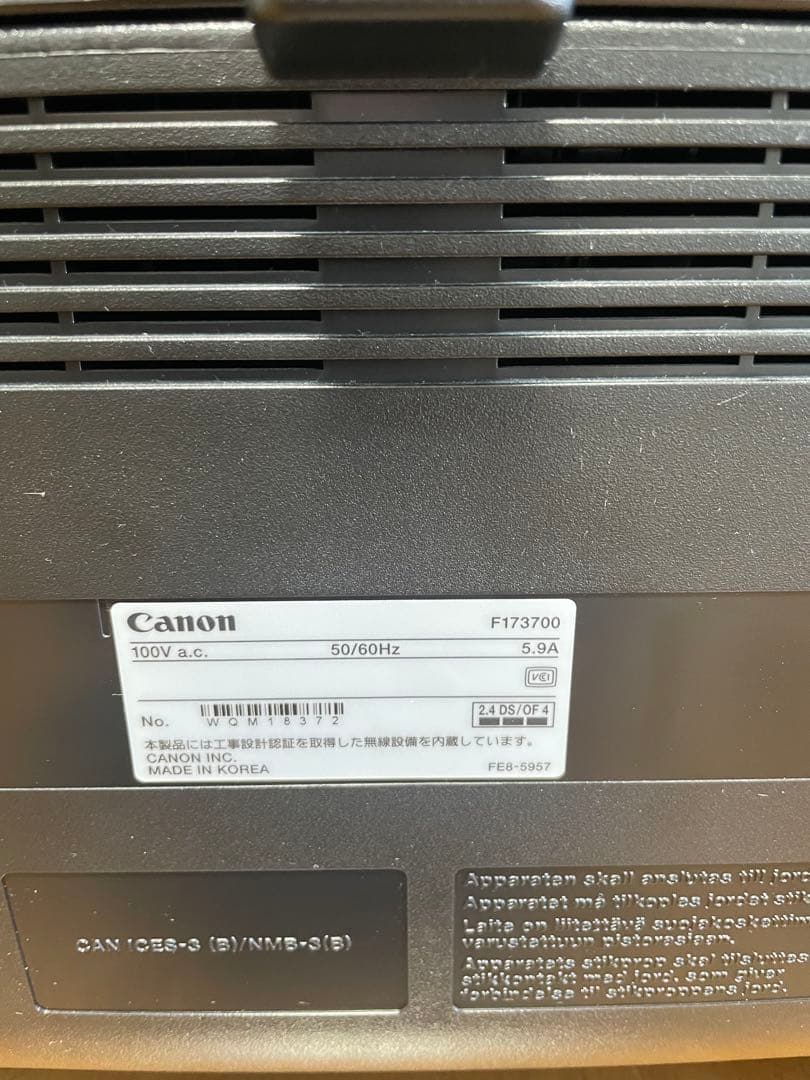 Canon F173700
100V a.c. 50/60Hz 5.9A
VCI
No. WQM18372 2.4 DS/OF 4
本製品には工事設計認証を取得した無線設備を内蔵しています。
CANON INC.
MADE IN KOREA FE8-5957
CAN ICES-3 (B)/NMB-3(B)
Apparaten skall anslutas till jord
Apparatet må tilkoples jordet stik
Laite on liitettävä suojakoskettim
varustettuun pistorasiaan.
Apparatets stikprop skal tilsluttes
stikkontakt med jord, som giver
forbindelse til stikproppens jord.